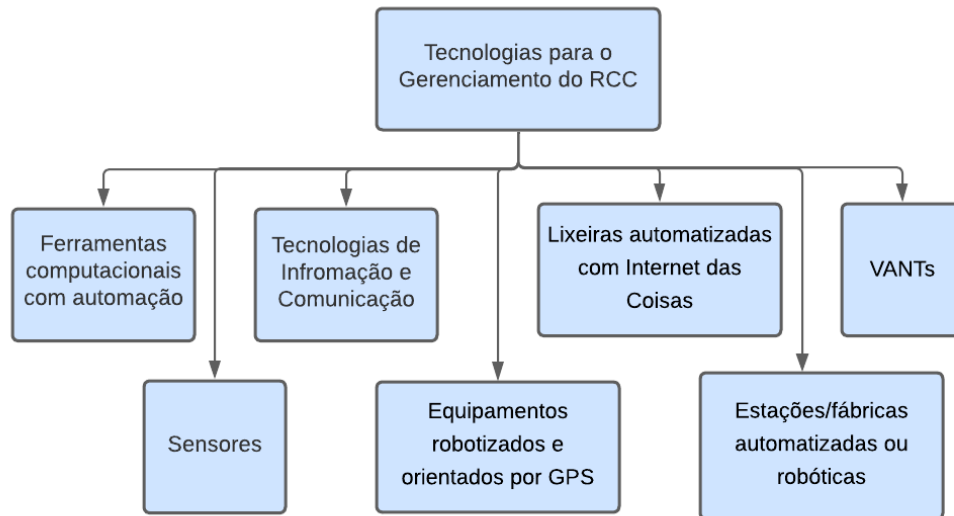 Tecnologias para o
Gerenciamento do RCC
Ferramentas
computacionais
com automação
Tecnologias de
Infromação e
Comunicação
Lixeiras automatizadas
com Internet das
Coisas
VANTs
Sensores
Equipamentos
robotizados e
orientados por GPS
Estações/fábricas
automatizadas ou
robóticas